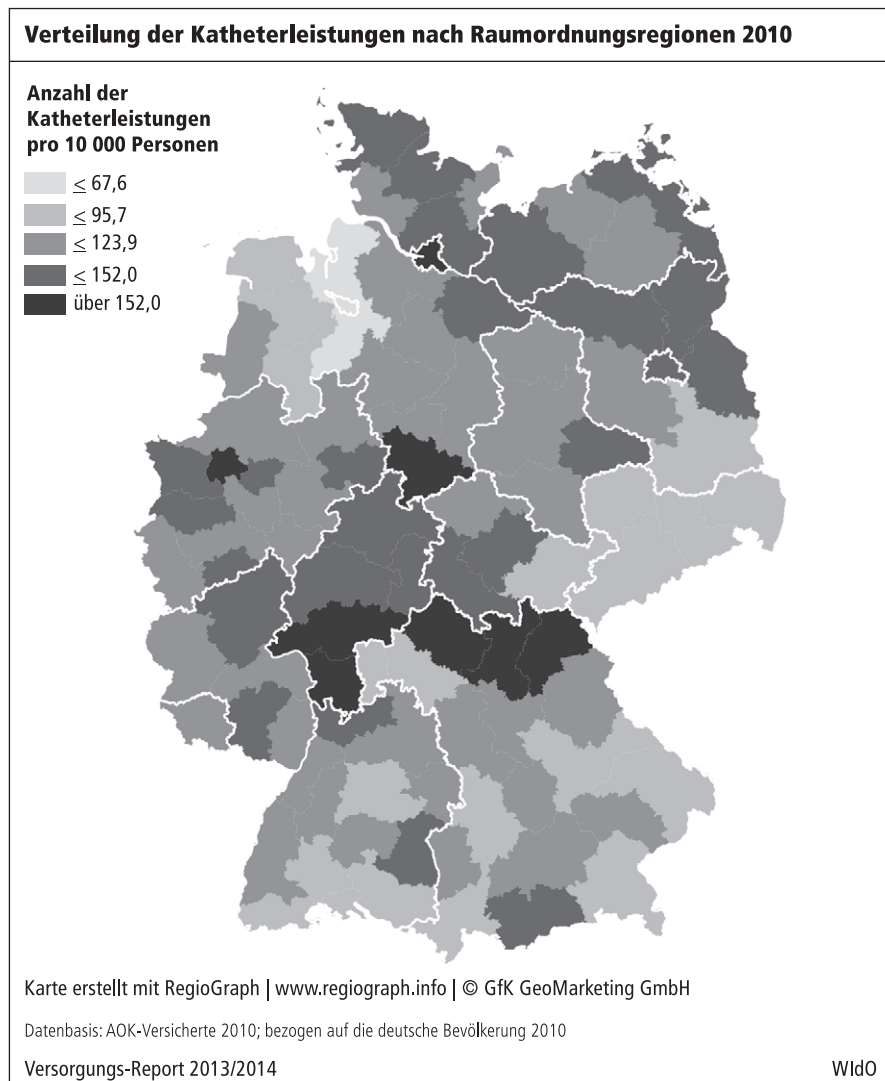 Verteilung der Katheterleistungen nach Raumordnungsregionen 2010
Anzahl der
Katheterleistungen
pro 10 000 Personen
≤ 67,6
≤ 95,7
≤ 123,9
≤ 152,0
über 152,0
Karte erstellt mit RegioGraph | www.regiograph.info | © GfK GeoMarketing GmbH
Datenbasis: AOK-Versicherte 2010; bezogen auf die deutsche Bevölkerung 2010
Versorgungs-Report 2013/2014 WIdO